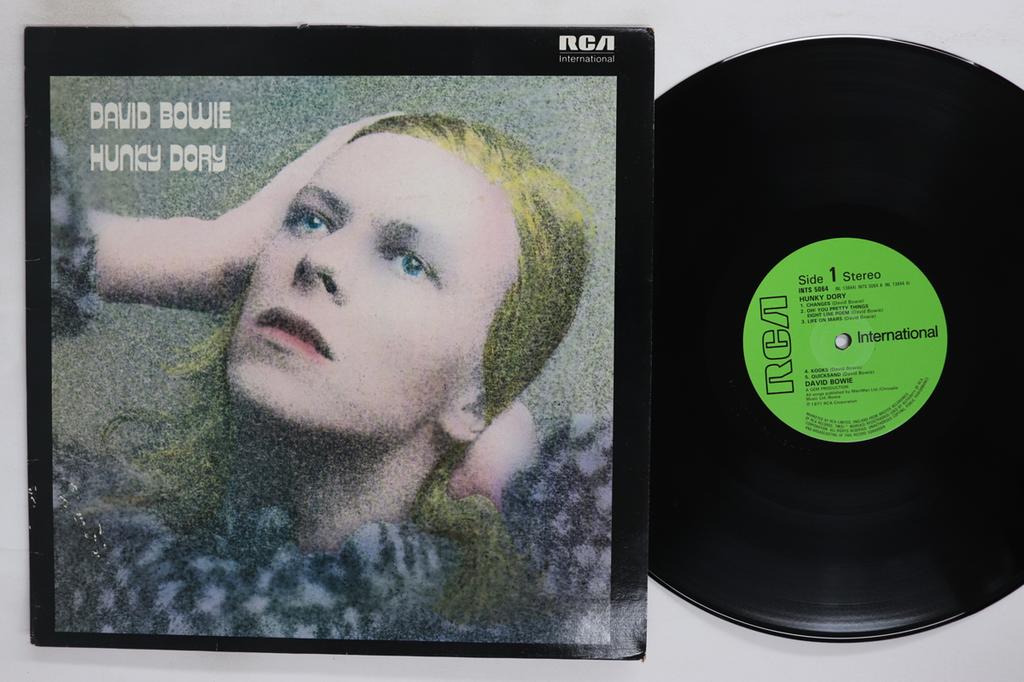 RCA
International
DAVID BOWIE
HUNKY DORY
Side 1 Stereo
INTS 5064
HUNKY DORY
1. CHANGES (David Bowie)
2. OH! YOU PRETTY THINGS
EIGHT LINE POEM (David Bowie)
3. LIFE ON MARS (David Bowie)
RCA
International
4. KOOKS (David Bowie)
5. QUICKSAND (David Bowie)
DAVID BOWIE
A GEM PRODUCTION